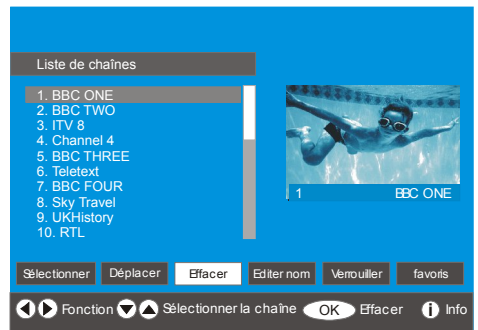 Liste de chaînes
1. BBC ONE
2. BBC TWO
3. ITV 8
4. Channel 4
5. BBC THREE
6. Teletext
7. BBC FOUR
8. Sky Travel
9. UKHistory
10. RTL
1 BBC ONE
Sélectionner Déplacer Effacer Editer nom Verrouiller favoris
Fonction Sélectionner la chaîne OK Effacer i Info